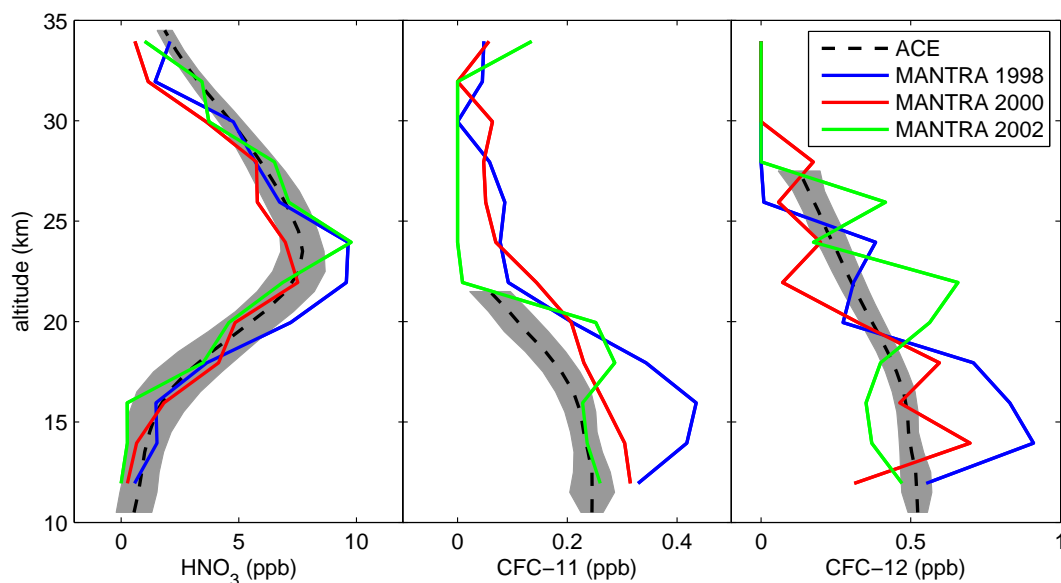 35
30
25
20
15
10
altitude (km)
0
5
10
HNO3 (ppb)
0
0.2
0.4
CFC−11 (ppb)
0
0.5
1
CFC−12 (ppb)
ACE
MANTRA 1998
MANTRA 2000
MANTRA 2002